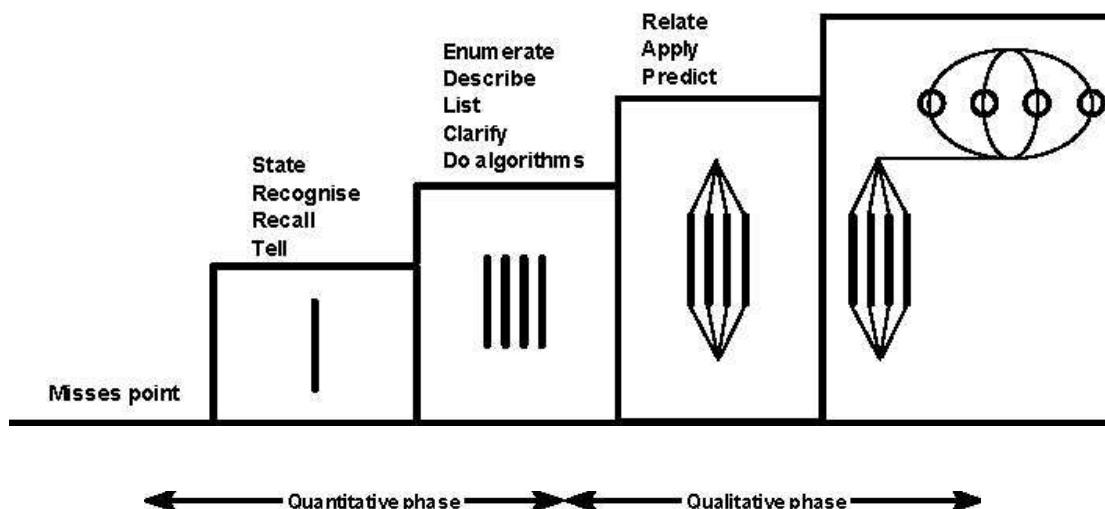 Relate
Apply
Predict
Enumerate
Describe
List
Clarify
Do algorithms
State
Recognise
Recall
Tell
Misses point
Quantitative phase
Qualitative phase